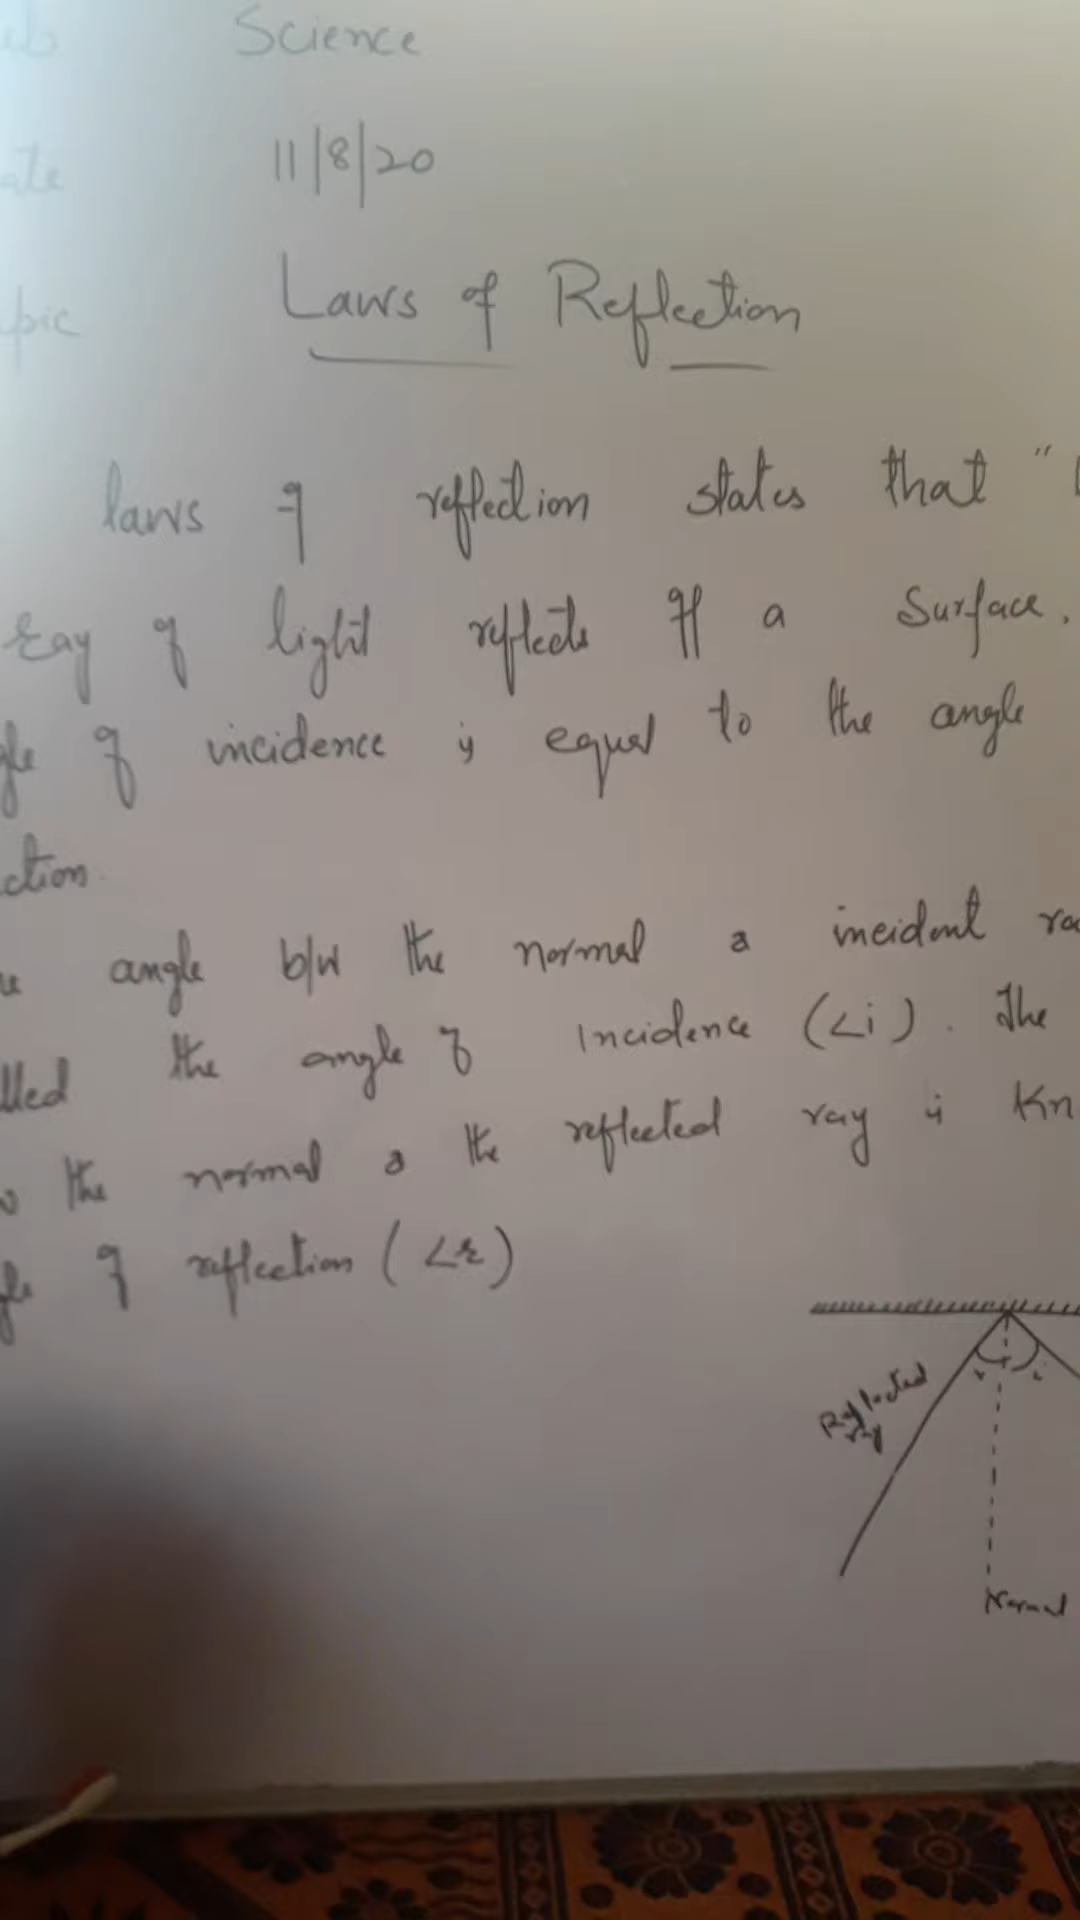 Science
11/8/20
Laws of Reflection
laws of reflection states that "
ray of light reflects off a Surface.
of incidence is equal to the angle
ction.
angle b/w the normal & incident ra
lled the angle of Incidence (∠i). The
the normal & the reflected ray is Kn
of reflection (∠r)
r i
Reflected
ray
Normal